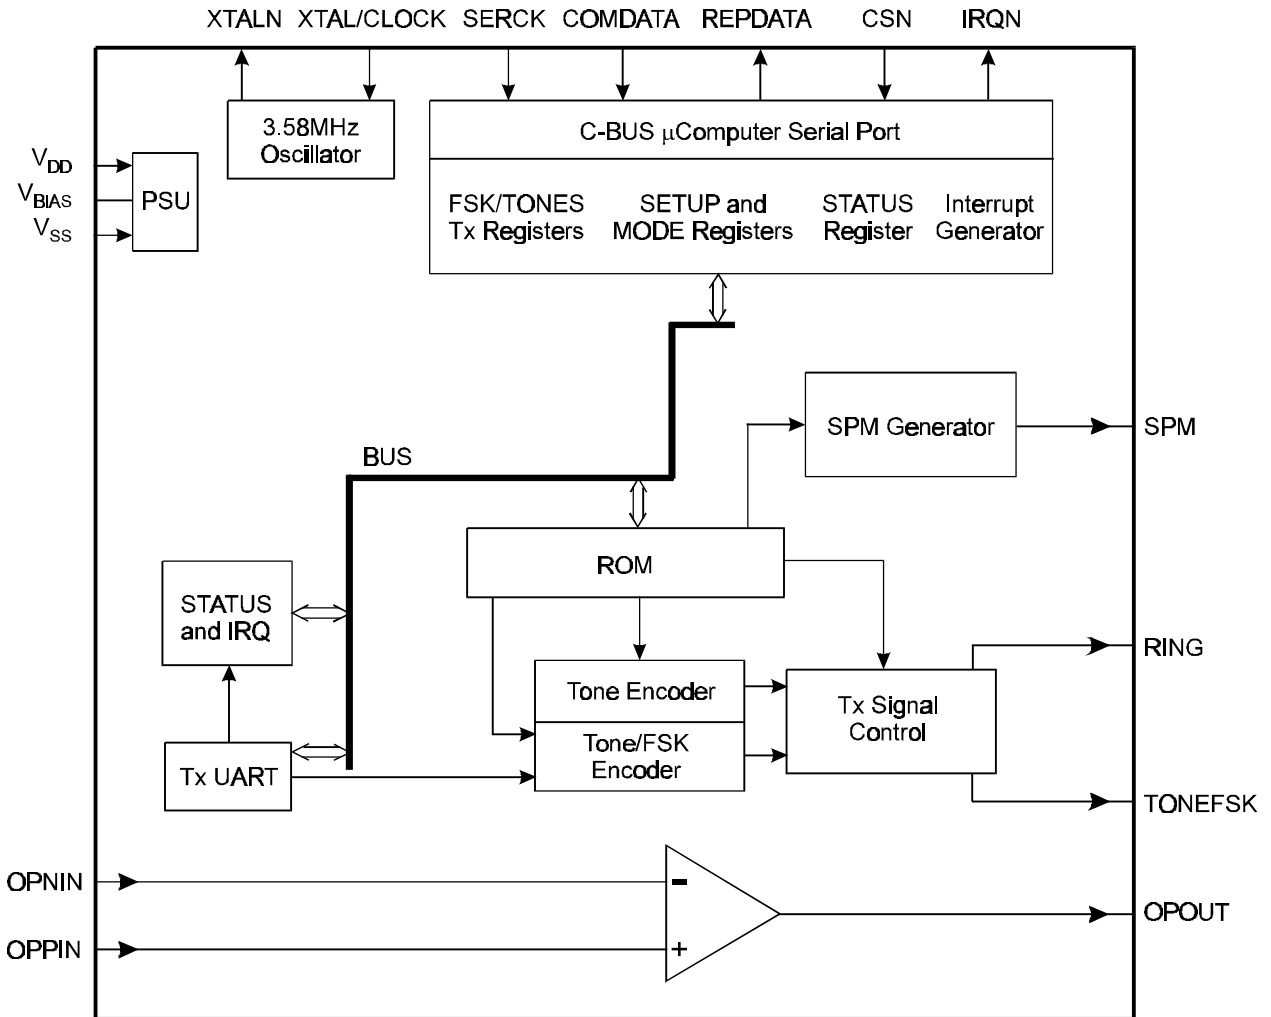 XTALN XTAL/CLOCK SERCK COMDATA REPDATA CSN IRQN
3.58MHz
Oscillator
C-BUS µComputer Serial Port
FSK/TONES
Tx Registers
SETUP and
MODE Registers
STATUS
Register
Interrupt
Generator
VDD
VBIAS
VSS
PSU
SPM Generator
SPM
BUS
ROM
STATUS
and IRQ
Tone Encoder
Tone/FSK
Encoder
Tx Signal
Control
RING
Tx UART
TONEFSK
OPNIN
-
OPOUT
OPPIN
+